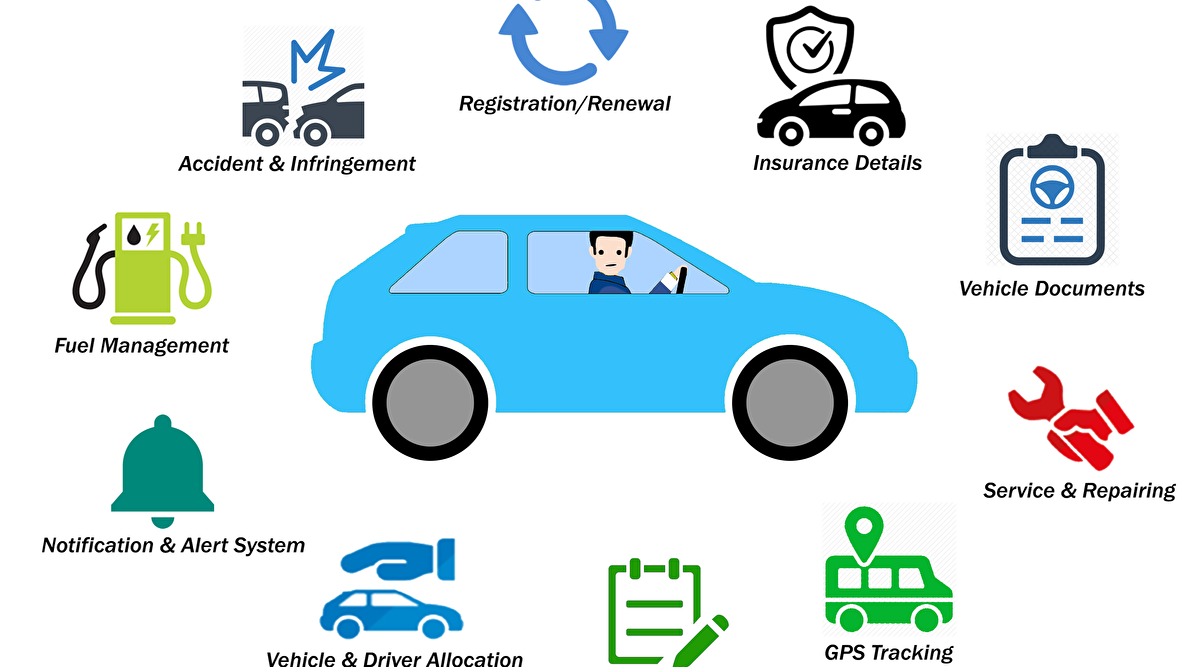 Registration/Renewal
Accident & Infringement
Insurance Details
Vehicle Documents
Fuel Management
Service & Repairing
Notification & Alert System
GPS Tracking
Vehicle & Driver Allocation